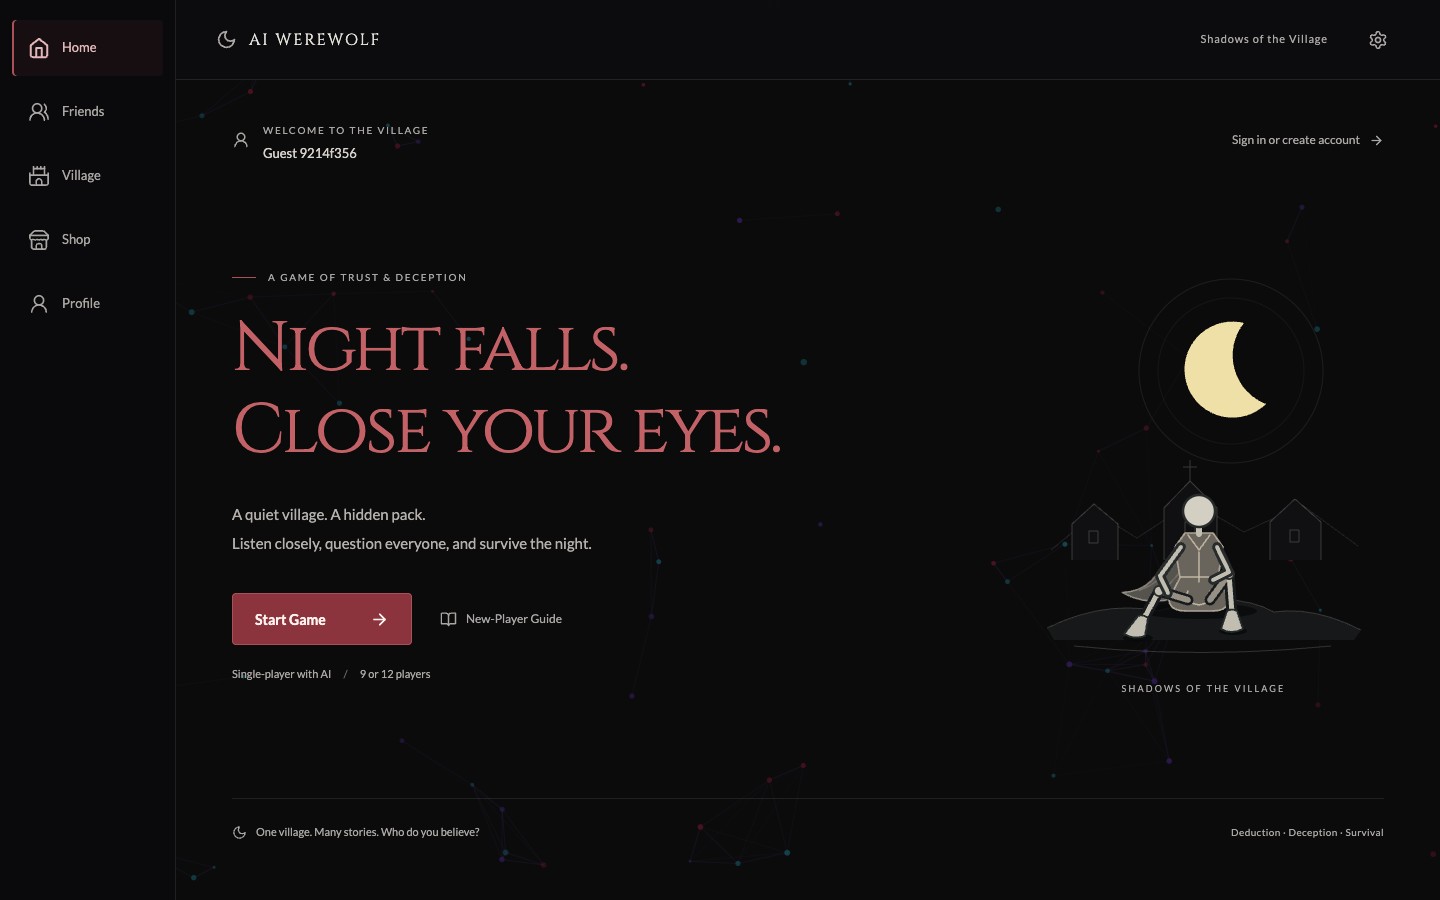 Home
Friends
Village
Shop
Profile
AI WEREWOLF
Shadows of the Village
WELCOME TO THE VILLAGE
Guest 9214f356
Sign in or create account
A GAME OF TRUST & DECEPTION
NIGHT FALLS.
CLOSE YOUR EYES.
A quiet village. A hidden pack.
Listen closely, question everyone, and survive the night.
Start Game
New-Player Guide
Single-player with AI / 9 or 12 players
SHADOWS OF THE VILLAGE
One village. Many stories. Who do you believe?
Deduction · Deception · Survival